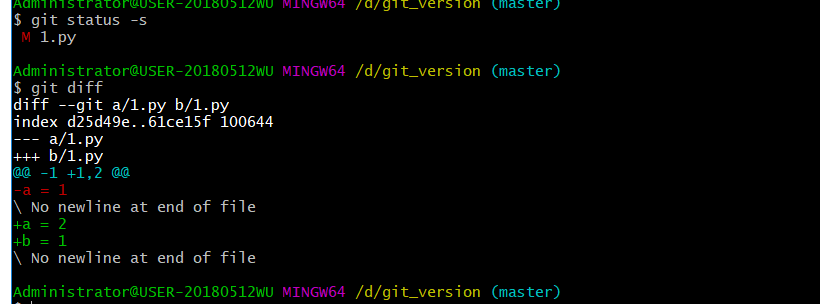 Administrator@USER-20180512WU MINGW64 /d/git_version (master)
$ git status -s
 M 1.py
Administrator@USER-20180512WU MINGW64 /d/git_version (master)
$ git diff
diff --git a/1.py b/1.py
index d25d49e..61ce15f 100644
--- a/1.py
+++ b/1.py
@@ -1 +1,2 @@
-a = 1
\ No newline at end of file
+a = 2
+b = 1
\ No newline at end of file
Administrator@USER-20180512WU MINGW64 /d/git_version (master)